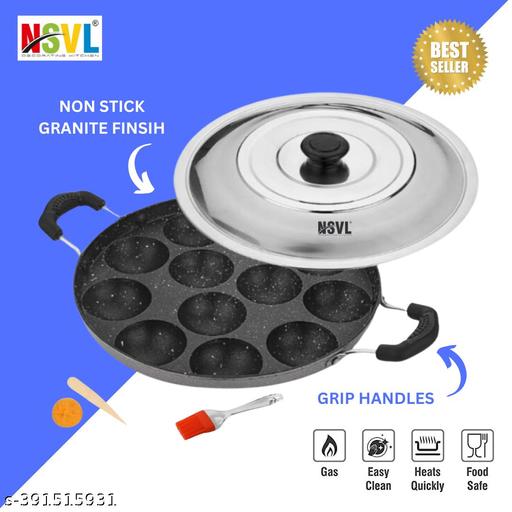 NSVL®
DECORATING KITCHEN
BEST
SELLER
NON STICK
GRANITE FINSIH
NSVL
GRIP HANDLES
Gas
Easy
Clean
Heats
Quickly
Food
Safe
s-391515931